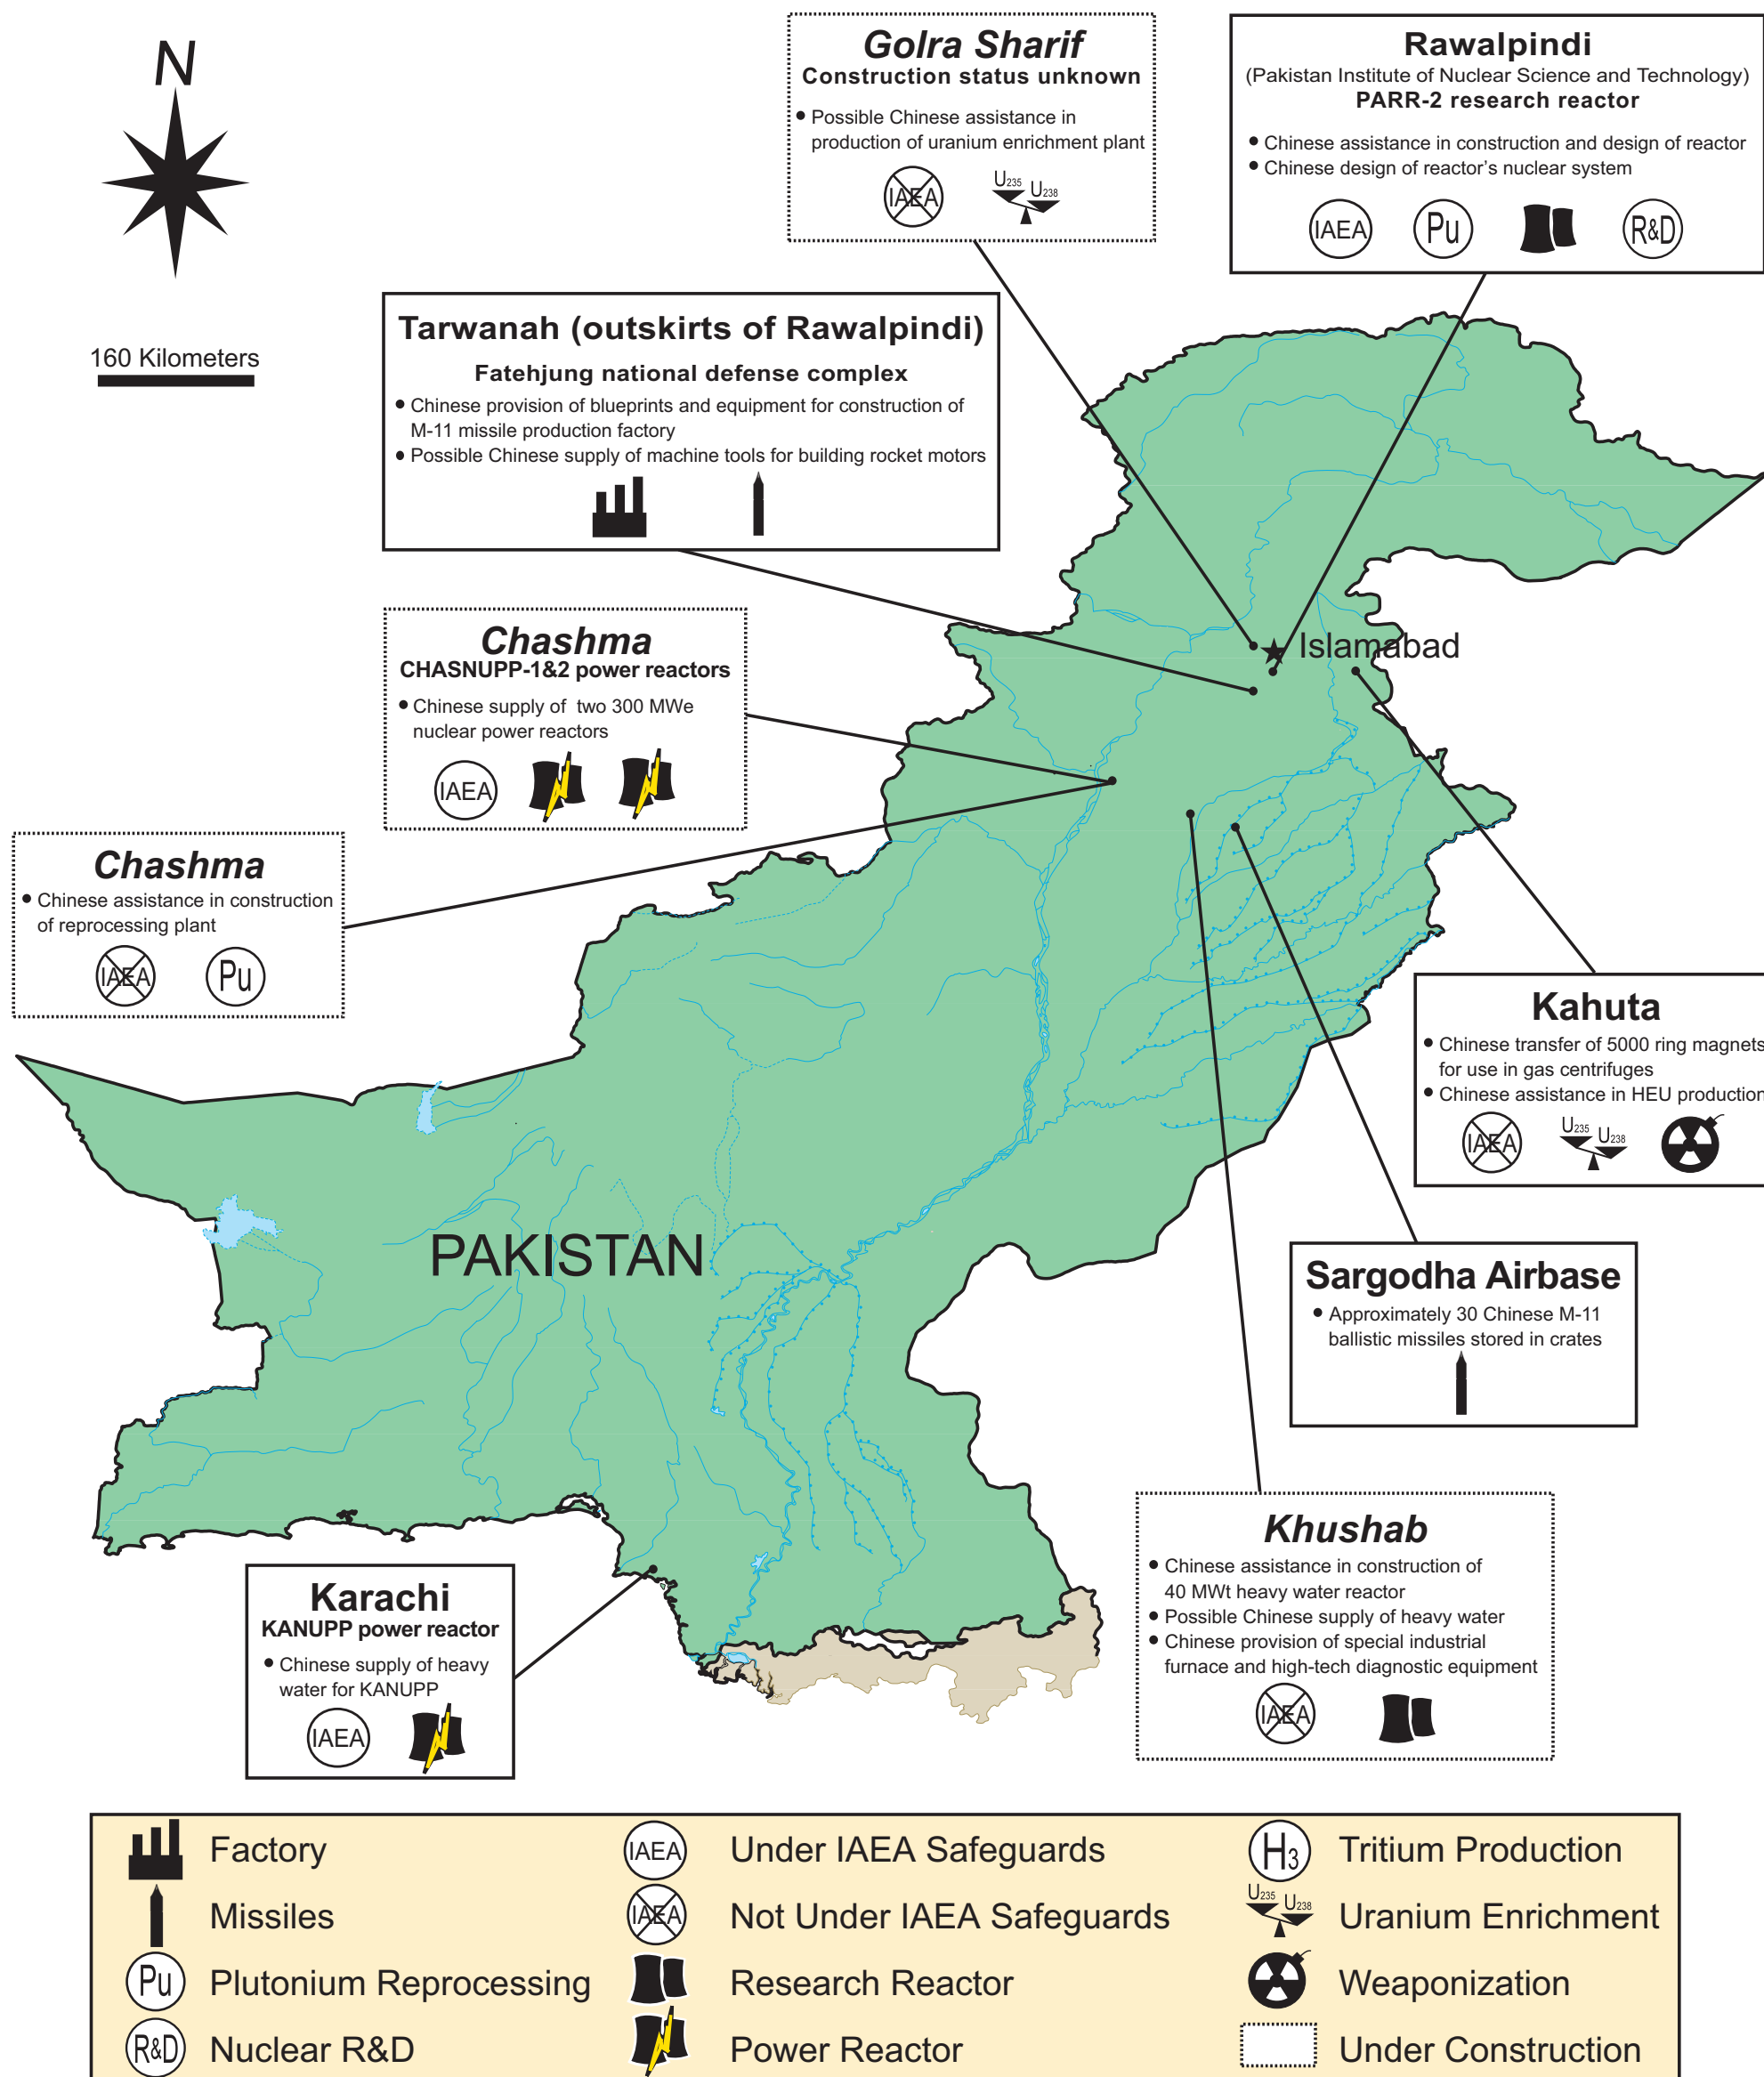 N
160 Kilometers
Golra Sharif
Construction status unknown
• Possible Chinese assistance in
production of uranium enrichment plant
IAEA
U235 U238
Rawalpindi
(Pakistan Institute of Nuclear Science and Technology)
PARR-2 research reactor
• Chinese assistance in construction and design of reactor
• Chinese design of reactor's nuclear system
IAEA
Pu
R&D
Tarwanah (outskirts of Rawalpindi)
Fatehjung national defense complex
• Chinese provision of blueprints and equipment for construction of
M-11 missile production factory
• Possible Chinese supply of machine tools for building rocket motors
Chashma
CHASNUPP-1&2 power reactors
• Chinese supply of two 300 MWe
nuclear power reactors
IAEA
Islamabad
Chashma
• Chinese assistance in construction
of reprocessing plant
IAEA
Pu
Kahuta
• Chinese transfer of 5000 ring magnets
for use in gas centrifuges
• Chinese assistance in HEU production
IAEA
U235 U238
PAKISTAN
Sargodha Airbase
• Approximately 30 Chinese M-11
ballistic missiles stored in crates
Khushab
• Chinese assistance in construction of
40 MWt heavy water reactor
• Possible Chinese supply of heavy water
• Chinese provision of special industrial
furnace and high-tech diagnostic equipment
IAEA
Karachi
KANUPP power reactor
• Chinese supply of heavy
water for KANUPP
IAEA
Factory
IAEA Under IAEA Safeguards
H3 Tritium Production
Missiles
IAEA Not Under IAEA Safeguards
U235 U238 Uranium Enrichment
Pu Plutonium Reprocessing
Research Reactor
Weaponization
R&D Nuclear R&D
Power Reactor
Under Construction